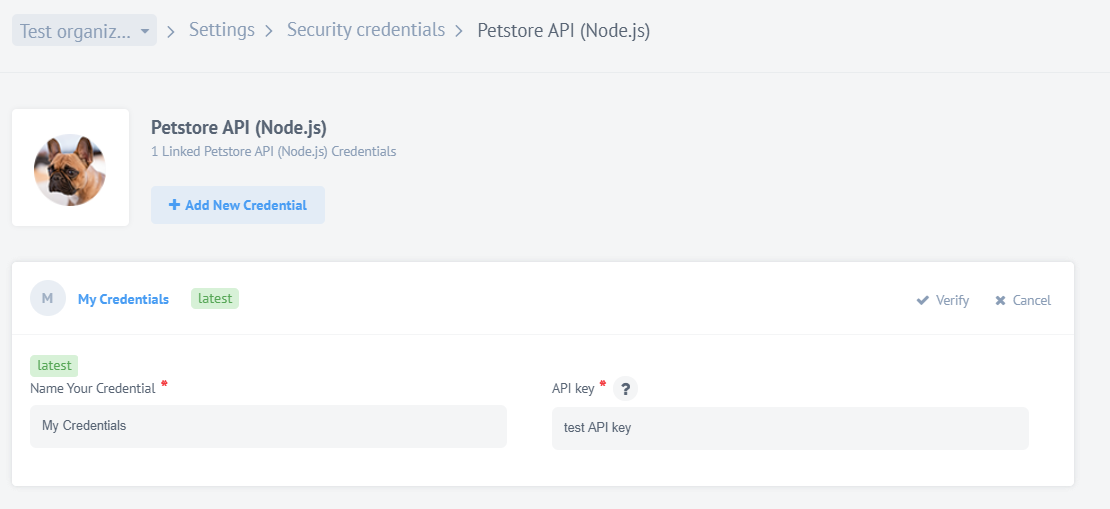 Test organiz... > Settings > Security credentials > Petstore API (Node.js)
Petstore API (Node.js)
1 Linked Petstore API (Node.js) Credentials
+ Add New Credential
M My Credentials latest Verify Cancel
latest
Name Your Credential * API key * ?
My Credentials test API key